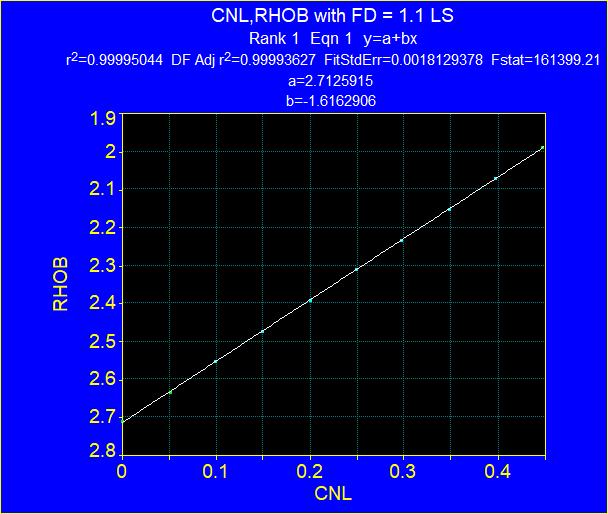 CNL,RHOB with FD = 1.1 LS
Rank 1 Eqn 1 y=a+bx
r²=0.99995044 DF Adj r²=0.99993627 FitStdErr=0.0018129378 Fstat=161399.21
a=2.7125915
b=-1.6162906
1.9
2
2.1
2.2
2.3
2.4
2.5
2.6
2.7
2.8
RHOB
0 0.1 0.2 0.3 0.4
CNL